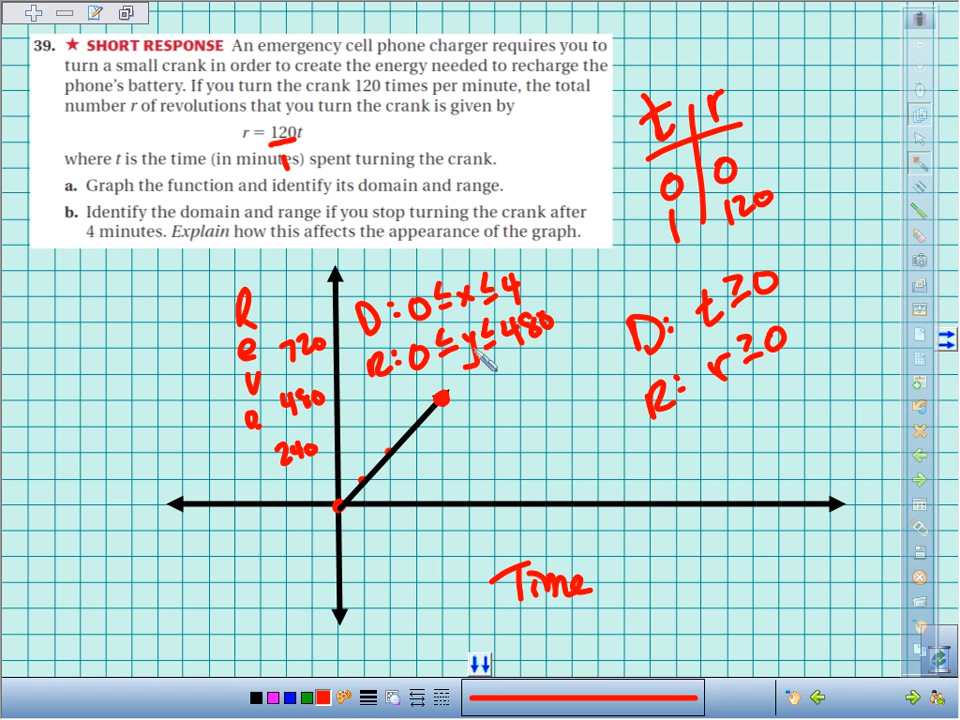 39. ★ SHORT RESPONSE An emergency cell phone charger requires you to
turn a small crank in order to create the energy needed to recharge the
phone's battery. If you turn the crank 120 times per minute, the total
number r of revolutions that you turn the crank is given by
r = 120t
1
where t is the time (in minutes) spent turning the crank.
a. Graph the function and identify its domain and range.
b. Identify the domain and range if you stop turning the crank after
4 minutes. Explain how this affects the appearance of the graph.
t r
0 0
1 120
D: 0 ≤ x ≤ 4
R: 0 ≤ y ≤ 480
D: t ≥ 0
R: r ≥ 0
Rev
720
480
240
Time